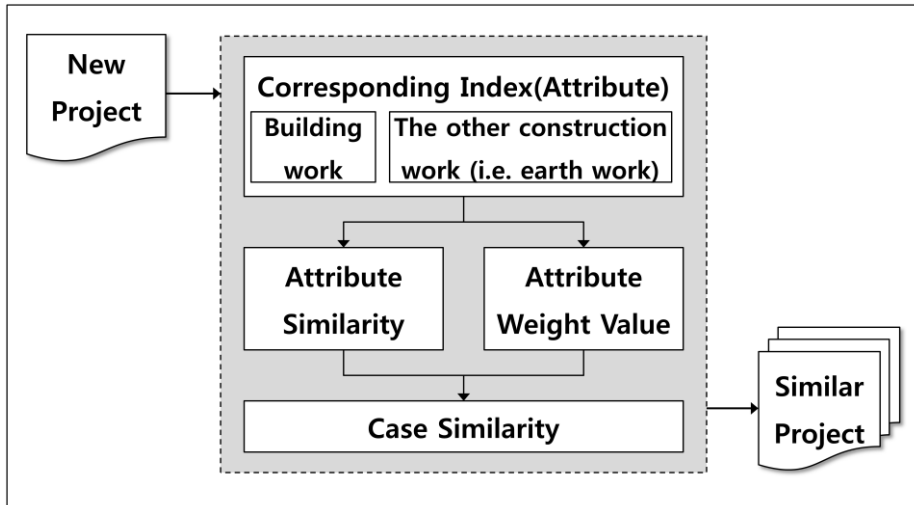 New
Project
Corresponding Index(Attribute)
Building
work
The other construction
work (i.e. earth work)
Attribute
Similarity
Attribute
Weight Value
Case Similarity
Similar
Project